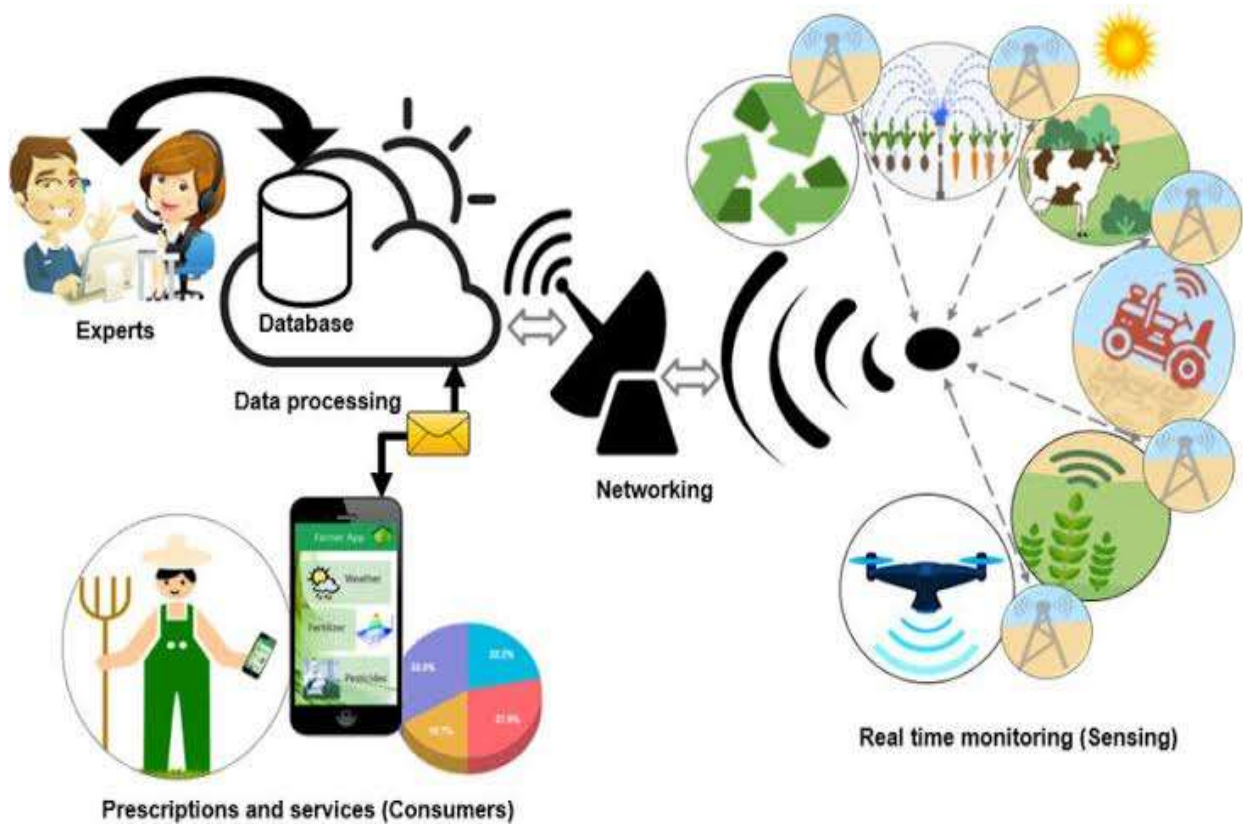 Experts
Database
Data processing
Networking
Farmer App
Weather
Fertilizer
Pesticides
Real time monitoring (Sensing)
Prescriptions and services (Consumers)